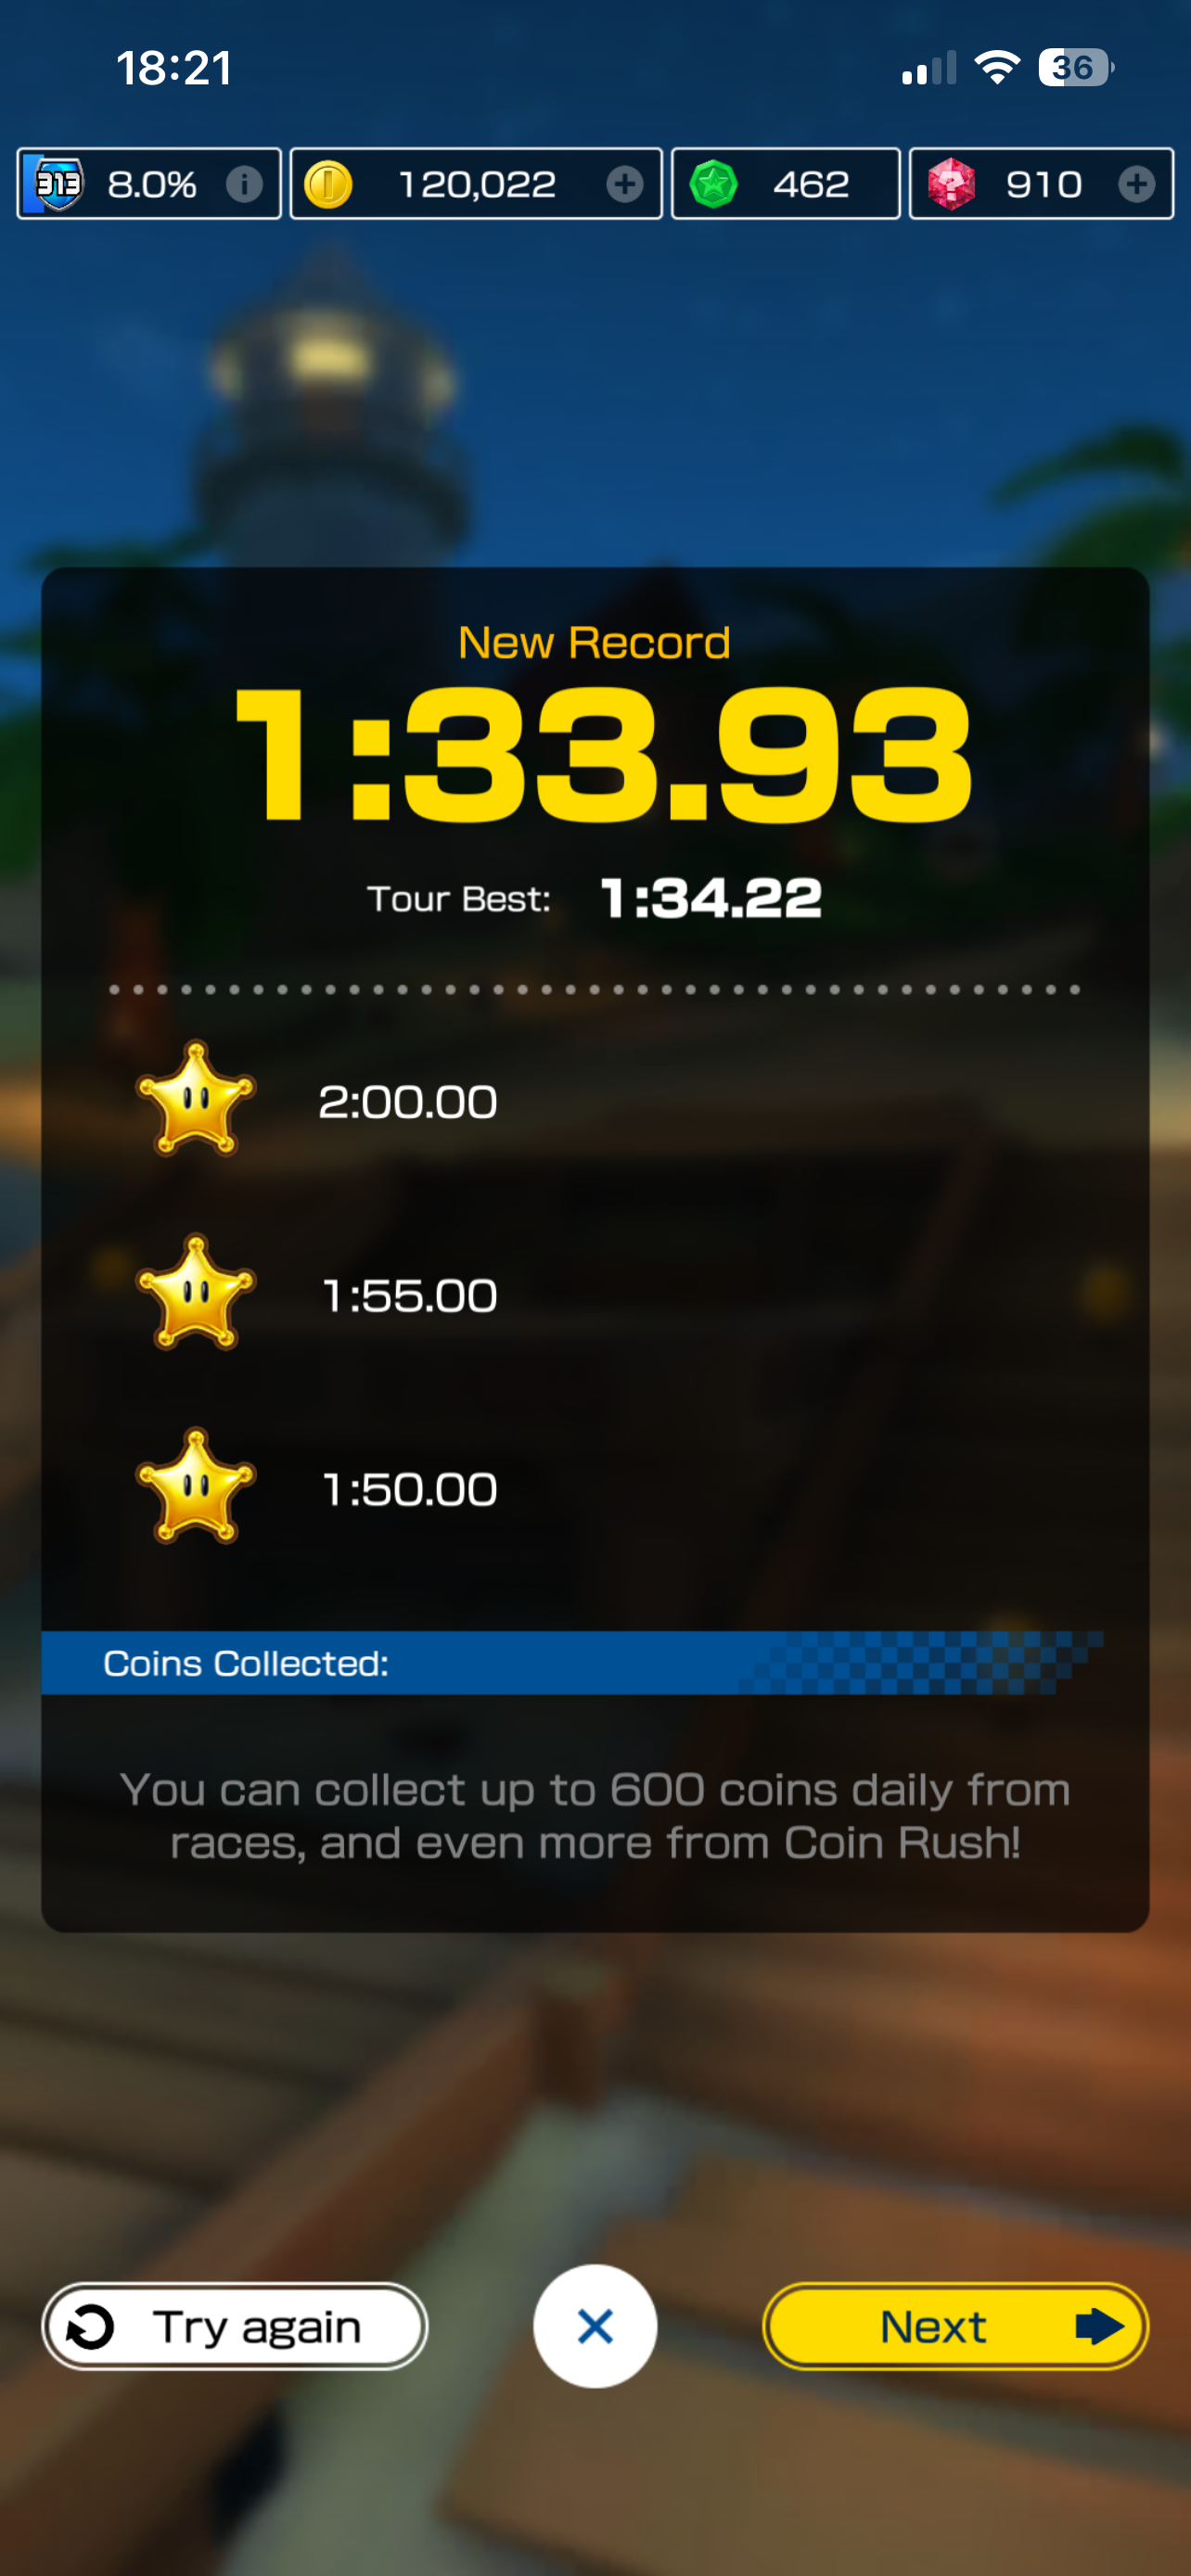 18:21 36
313 8.0% 120,022 462 910
New Record
1:33.93
Tour Best: 1:34.22
2:00.00
1:55.00
1:50.00
Coins Collected:
You can collect up to 600 coins daily from
races, and even more from Coin Rush!
Try again × Next